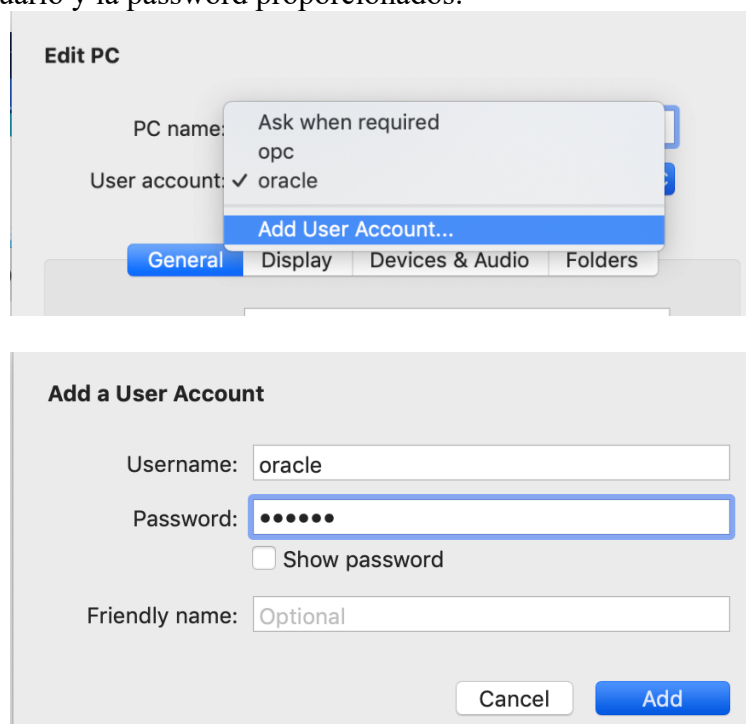 y la password proporcionados.
Edit PC
PC name:
Ask when required
opc
User account: ✓ oracle
Add User Account...
General Display Devices & Audio Folders
Add a User Account
Username: oracle
Password: ••••••
Show password
Friendly name: Optional
Cancel Add